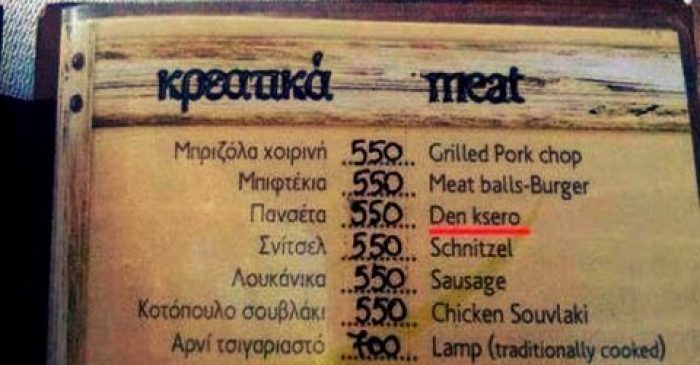 κρεατικά meat
Μπριζόλα χοιρινή 550 Grilled Pork chop
Μπιφτέκια 550 Meat balls-Burger
Πανσέτα 550 Den ksero
Σνίτσελ 550 Schnitzel
Λουκάνικα 550 Sausage
Κοτόπουλο σουβλάκι 550 Chicken Souvlaki
Αρνί τσιγαριαστό 700 Lamp (traditionally cooked)